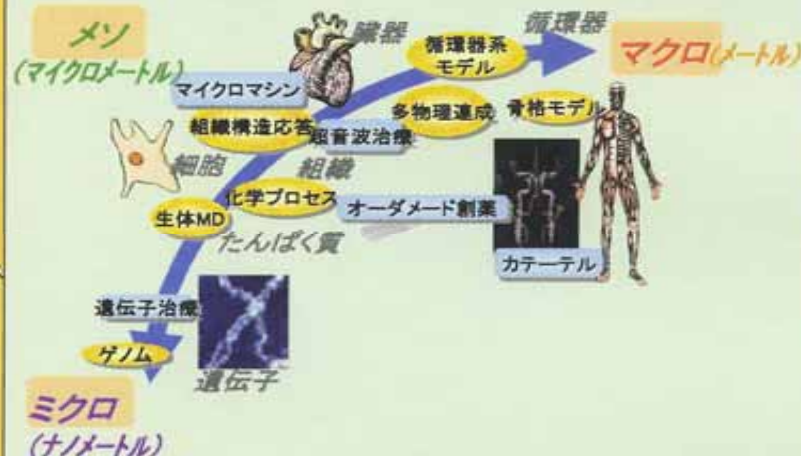 メソ
(マイクロメートル)
臓器
循環器系
モデル
循環器
マクロ(メートル)
マイクロマシン
組織構造応答
超音波治療
多物理連成
骨格モデル
細胞
組織
化学プロセス
オーダメード創薬
生体MD
たんぱく質
カテーテル
遺伝子治療
ゲノム
遺伝子
ミクロ
(ナノメートル)